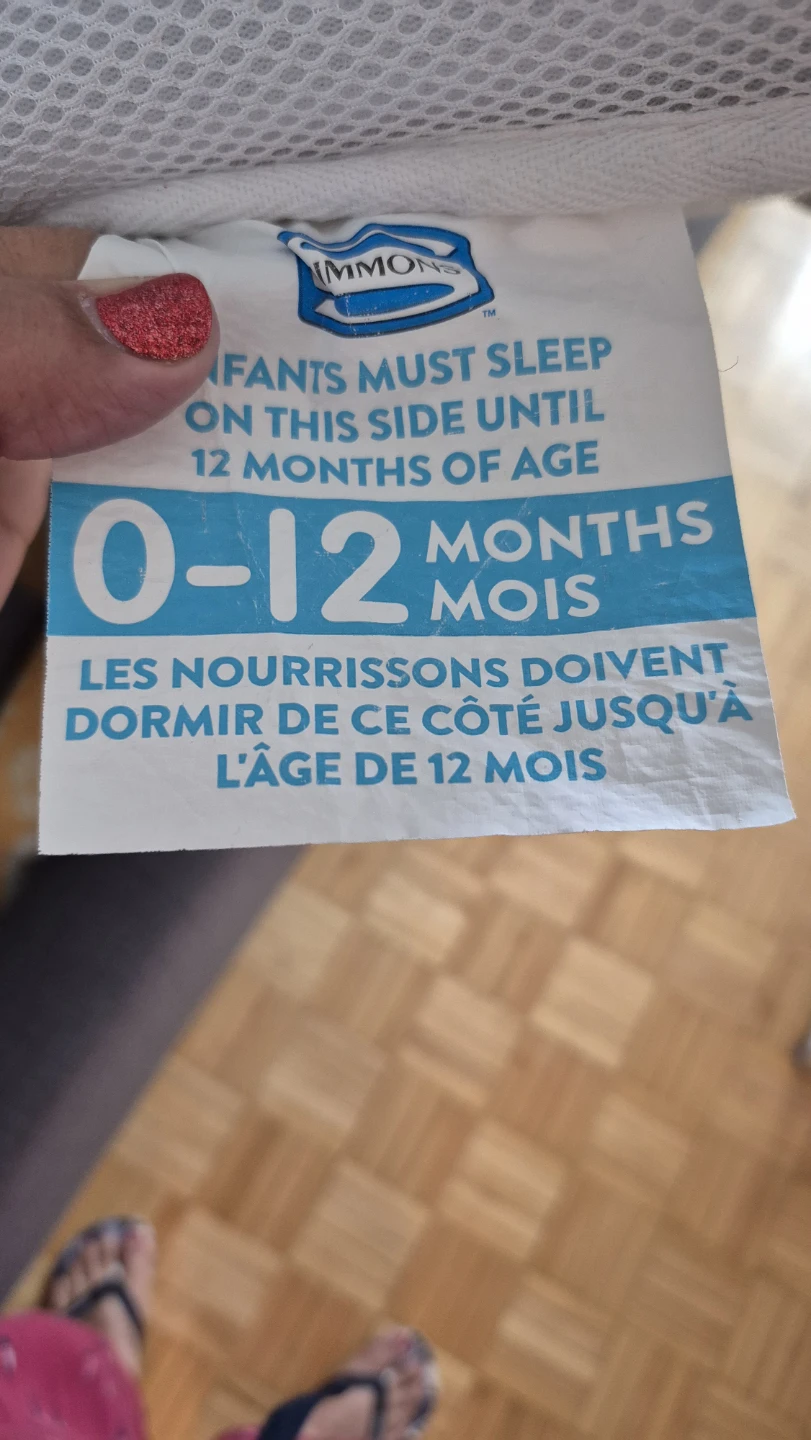 IMMONS
™
NFANTS MUST SLEEP
ON THIS SIDE UNTIL
12 MONTHS OF AGE
0-12 MONTHS
MOIS
LES NOURRISSONS DOIVENT
DORMIR DE CE CÔTÉ JUSQU'À
L'ÂGE DE 12 MOIS